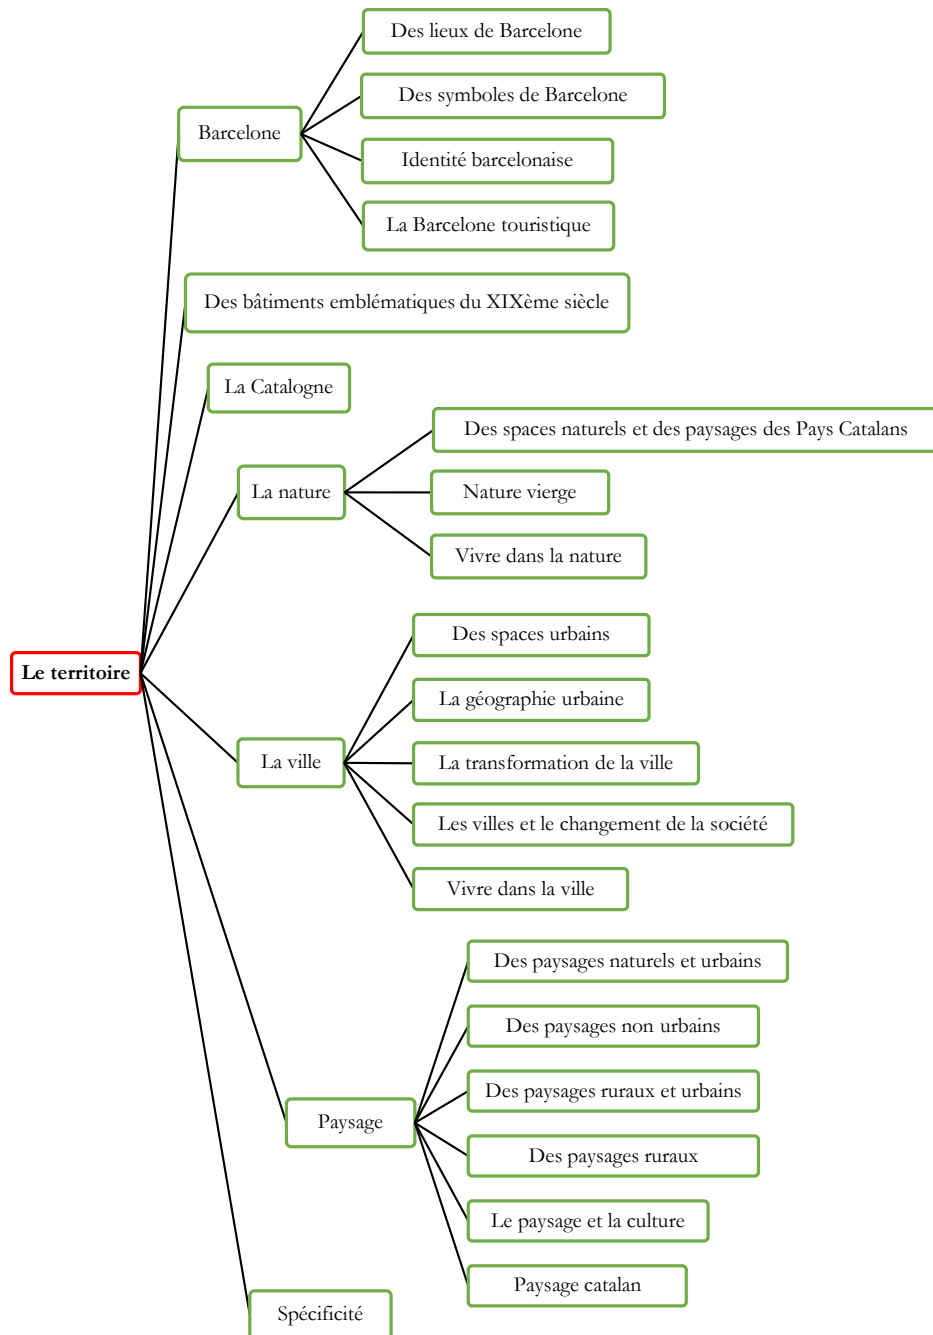 Des lieux de Barcelone
Des symboles de Barcelone
Barcelone
Identité barcelonaise
La Barcelone touristique
Des bâtiments emblématiques du XIXème siècle
La Catalogne
Des spaces naturels et des paysages des Pays Catalans
La nature
Nature vierge
Vivre dans la nature
Des spaces urbains
Le territoire
La géographie urbaine
La ville
La transformation de la ville
Les villes et le changement de la société
Vivre dans la ville
Des paysages naturels et urbains
Des paysages non urbains
Des paysages ruraux et urbains
Paysage
Des paysages ruraux
Le paysage et la culture
Paysage catalan
Spécificité